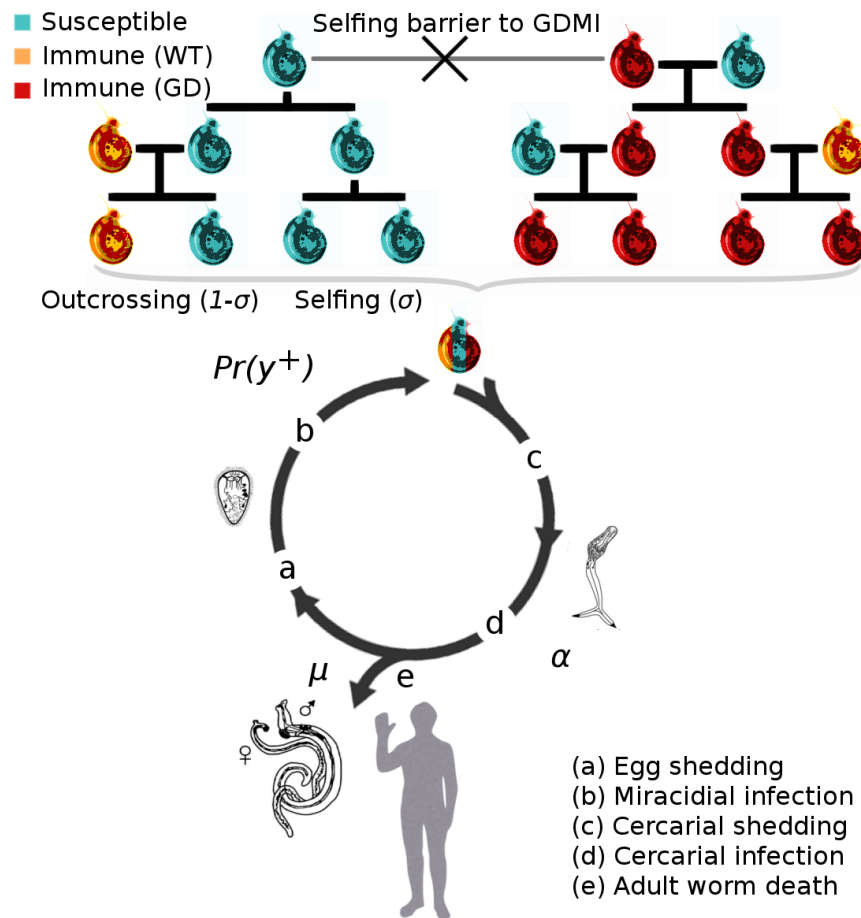 Susceptible
Immune (WT)
Immune (GD)
Selfing barrier to GDMI
Outcrossing (1-σ)
Selfing (σ)
Pr(y+)
b
c
a
d
e
α
μ
♂
♀
(a) Egg shedding
(b) Miracidial infection
(c) Cercarial shedding
(d) Cercarial infection
(e) Adult worm death